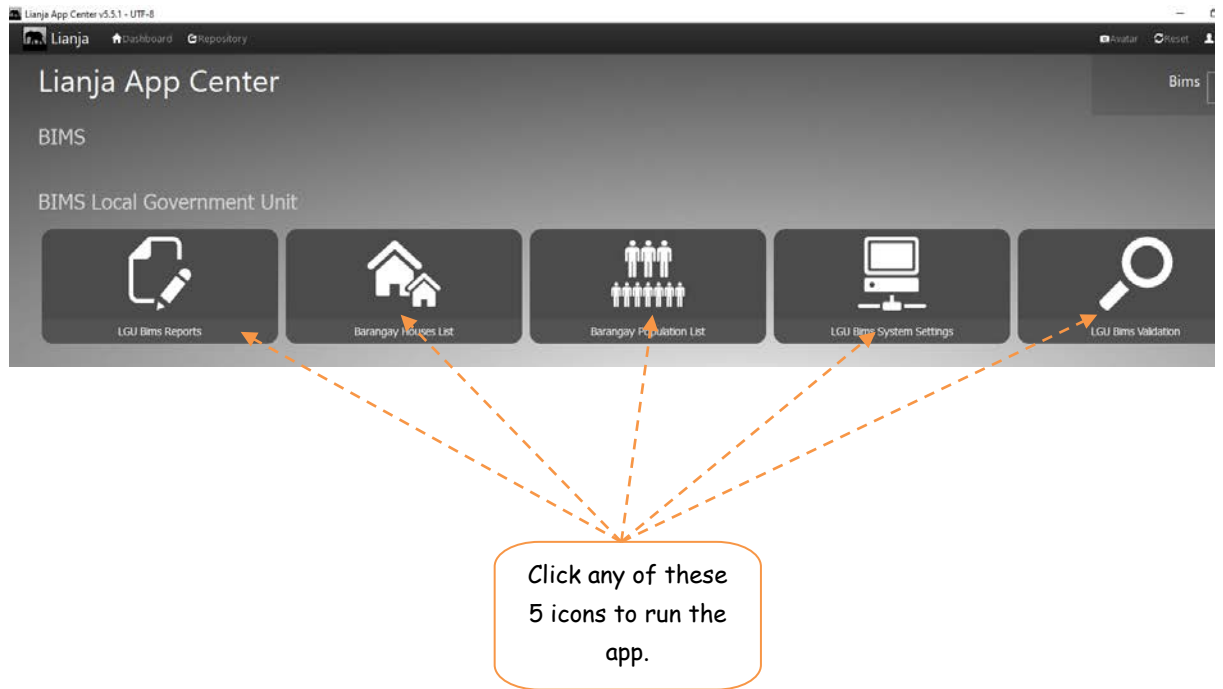 Lianja App Center v5.5.1 - UTF-8
Lianja Dashboard Repository Avatar Reset
Lianja App Center
Bims
BIMS
BIMS Local Government Unit
LGU Bims Reports
Barangay Houses List
Barangay Population List
LGU Bims System Settings
LGU Bims Validation
Click any of these
5 icons to run the
app.